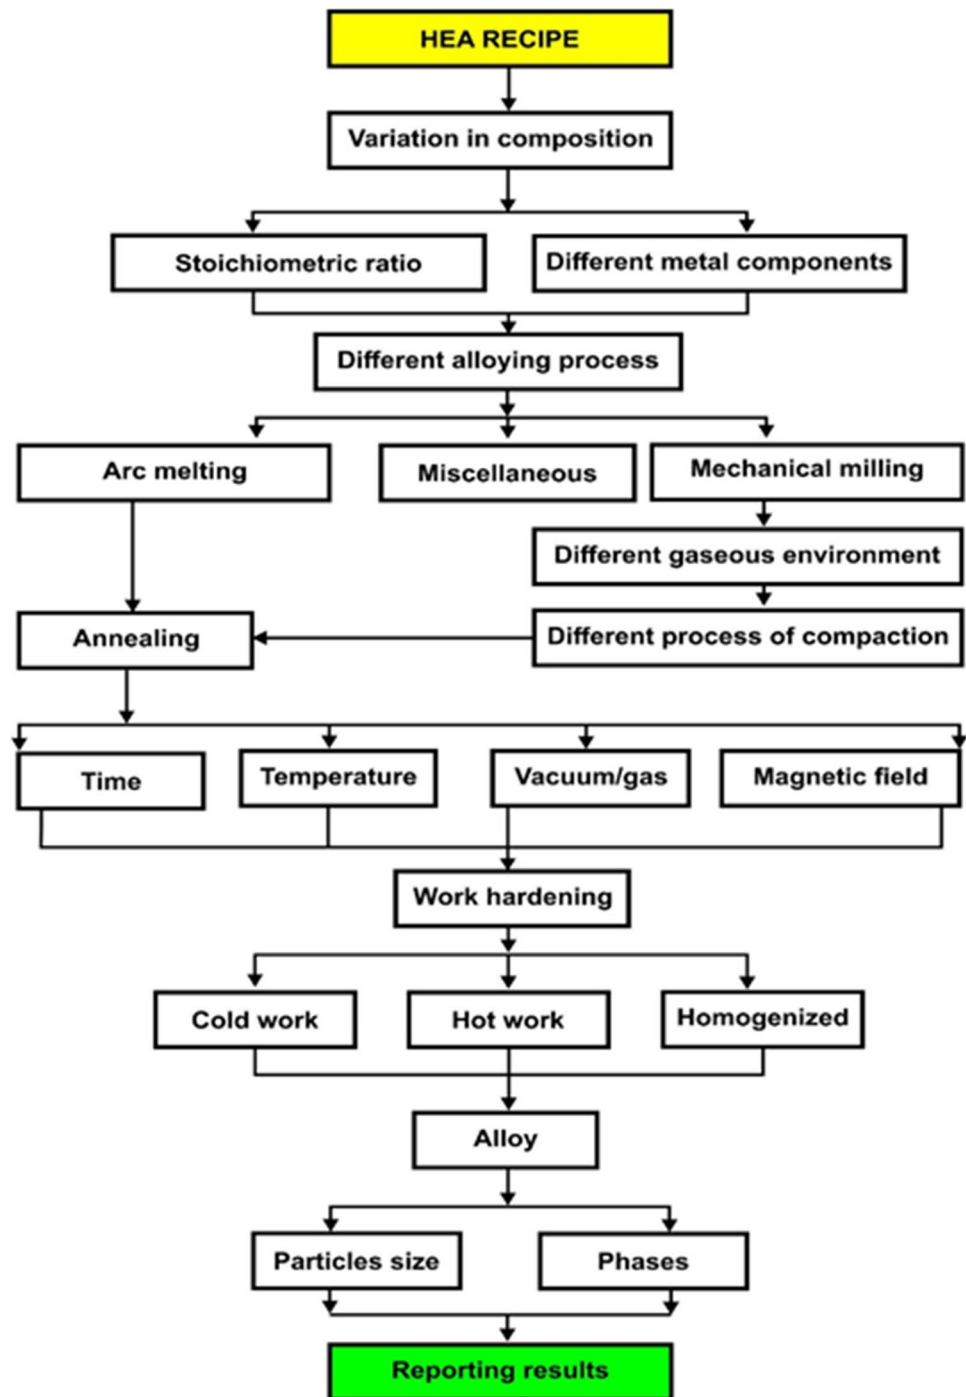 HEA RECIPE
Variation in composition
Stoichiometric ratio
Different metal components
Different alloying process
Arc melting
Miscellaneous
Mechanical milling
Different gaseous environment
Annealing
Different process of compaction
Time
Temperature
Vacuum/gas
Magnetic field
Work hardening
Cold work
Hot work
Homogenized
Alloy
Particles size
Phases
Reporting results